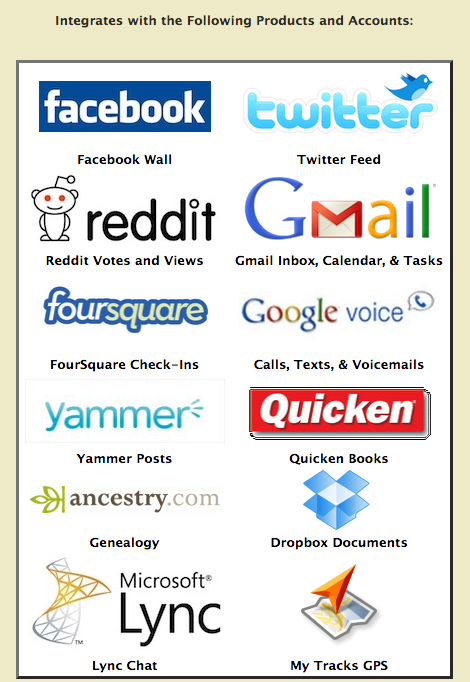 Integrates with the Following Products and Accounts:
facebook
twitter
Facebook Wall
Twitter Feed
reddit
Gmail
Reddit Votes and Views
Gmail Inbox, Calendar, & Tasks
foursquare
Google voice
FourSquare Check-Ins
Calls, Texts, & Voicemails
yammer
Quicken
Yammer Posts
Quicken Books
ancestry.com
Genealogy
Dropbox Documents
Microsoft®
Lync
™
Lync Chat
My Tracks GPS